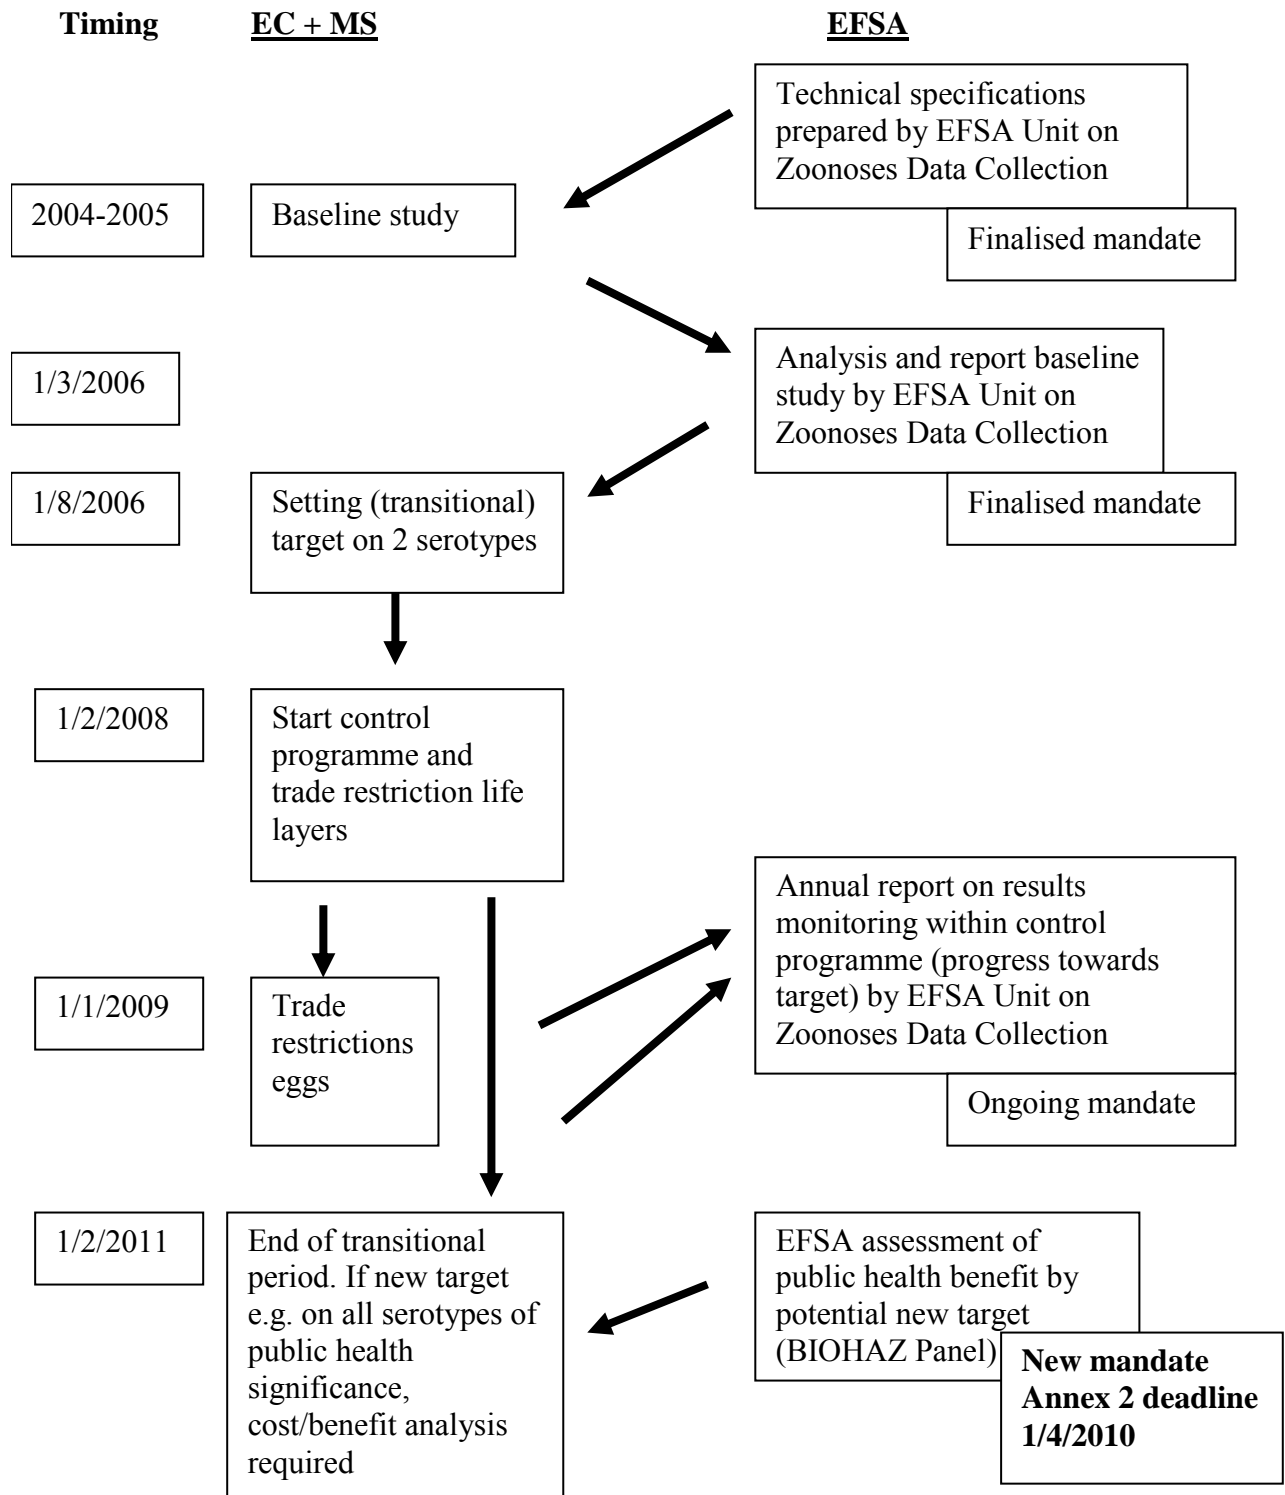 Timing
EC + MS
EFSA
Technical specifications
prepared by EFSA Unit on
Zoonoses Data Collection
Finalised mandate
2004-2005
Baseline study
1/3/2006
Analysis and report baseline
study by EFSA Unit on
Zoonoses Data Collection
Finalised mandate
1/8/2006
Setting (transitional)
target on 2 serotypes
1/2/2008
Start control
programme and
trade restriction life
layers
Annual report on results
monitoring within control
programme (progress towards
target) by EFSA Unit on
Zoonoses Data Collection
Ongoing mandate
1/1/2009
Trade
restrictions
eggs
1/2/2011
End of transitional
period. If new target
e.g. on all serotypes of
public health
significance,
cost/benefit analysis
required
EFSA assessment of
public health benefit by
potential new target
(BIOHAZ Panel)
New mandate
Annex 2 deadline
1/4/2010